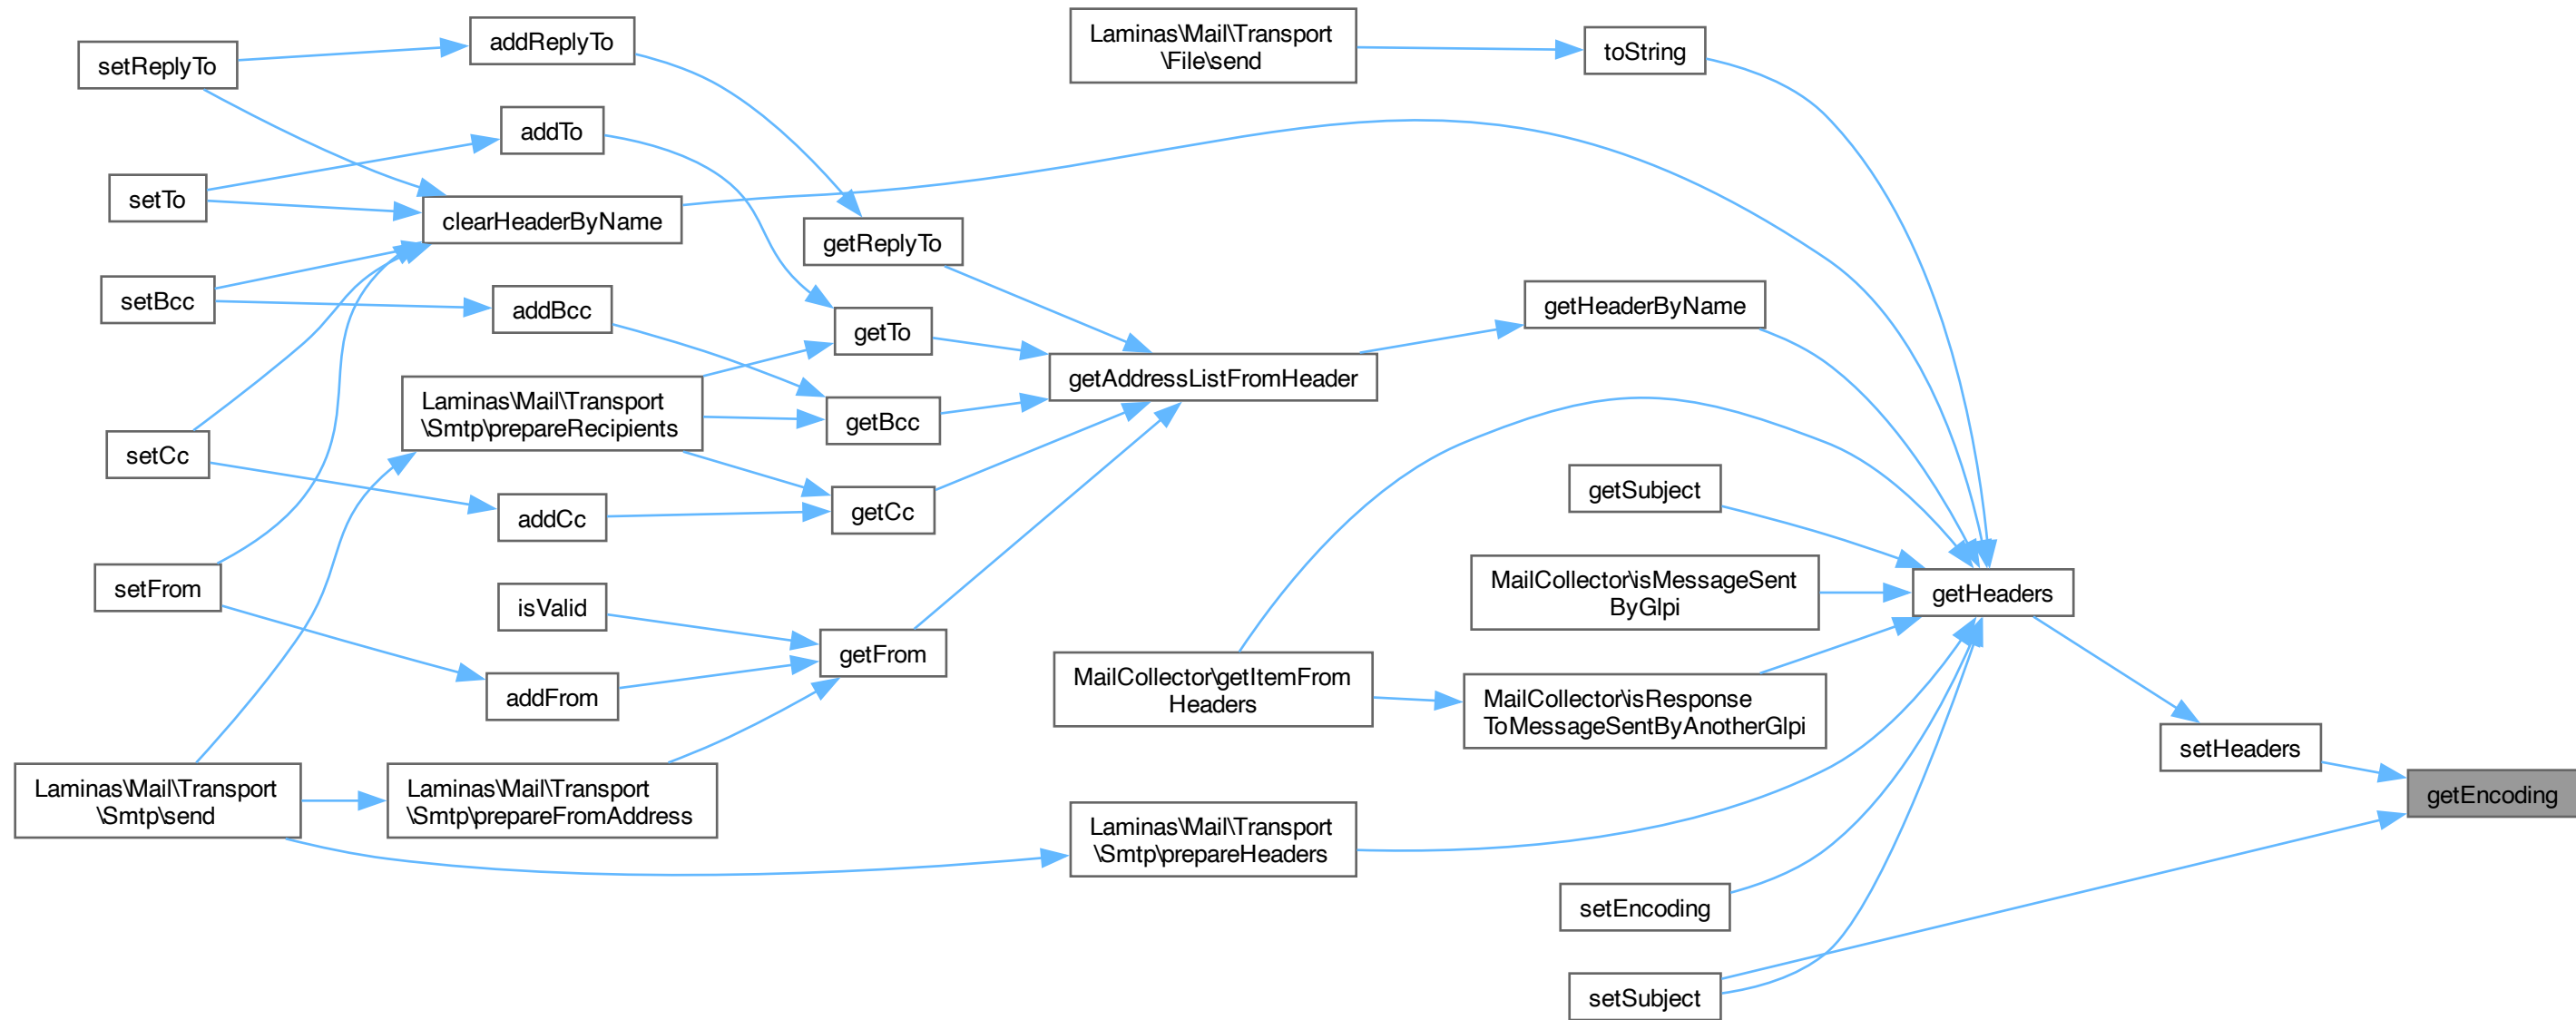 setReplyTo
addReplyTo
Laminas\Mail\Transport
\File\send
toString
addTo
setTo
clearHeaderByName
getReplyTo
setBcc
addBcc
getTo
getHeaderByName
getAddressListFromHeader
Laminas\Mail\Transport
\Smtp\prepareRecipients
getBcc
setCc
addCc
getCc
getSubject
setFrom
isValid
getFrom
addFrom
MailCollector\isMessageSent
ByGlpi
getHeaders
MailCollector\getItemFrom
Headers
MailCollector\isResponse
ToMessageSentByAnotherGlpi
setHeaders
getEncoding
Laminas\Mail\Transport
\Smtp\send
Laminas\Mail\Transport
\Smtp\prepareFromAddress
Laminas\Mail\Transport
\Smtp\prepareHeaders
setEncoding
setSubject